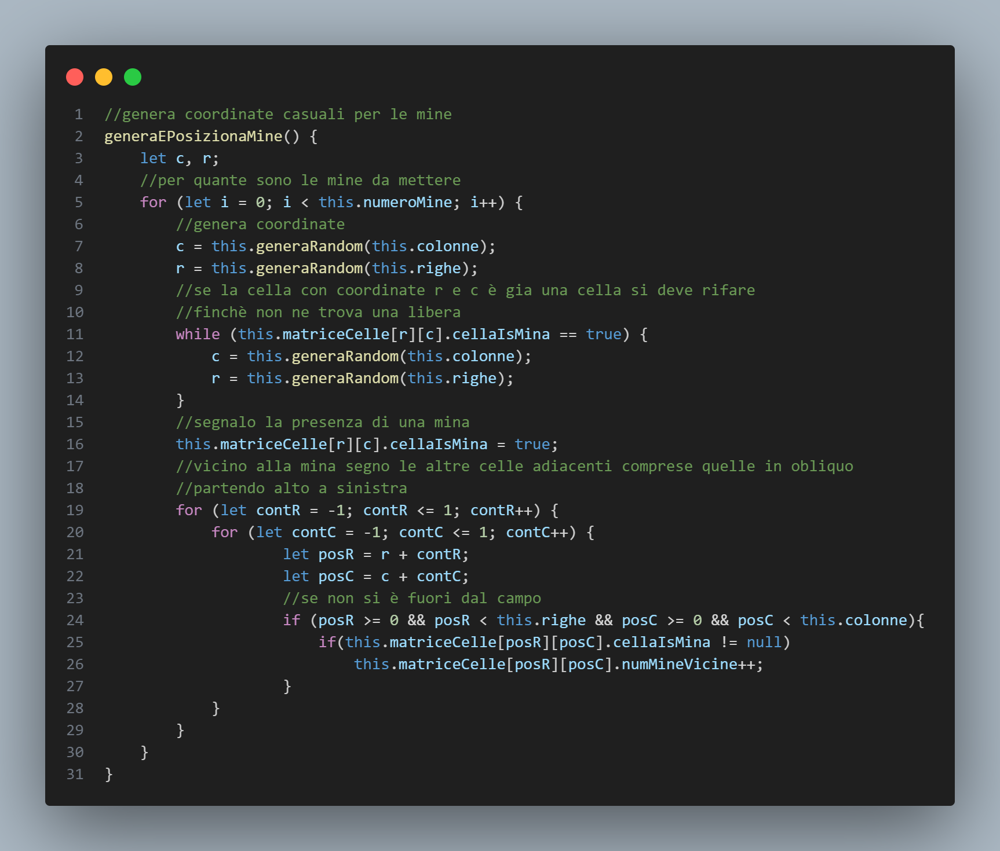 1 //genera coordinate casuali per le mine
2 generaEPosizionaMine() {
3     let c, r;
4     //per quante sono le mine da mettere
5     for (let i = 0; i < this.numeroMine; i++) {
6         //genera coordinate
7         c = this.generaRandom(this.colonne);
8         r = this.generaRandom(this.righe);
9         //se la cella con coordinate r e c è gia una cella si deve rifare
10         //finchè non ne trova una libera
11         while (this.matriceCelle[r][c].cellaIsMina == true) {
12             c = this.generaRandom(this.colonne);
13             r = this.generaRandom(this.righe);
14         }
15         //segnalo la presenza di una mina
16         this.matriceCelle[r][c].cellaIsMina = true;
17         //vicino alla mina segno le altre celle adiacenti comprese quelle in obliquo
18         //partendo alto a sinistra
19         for (let contR = -1; contR <= 1; contR++) {
20             for (let contC = -1; contC <= 1; contC++) {
21                     let posR = r + contR;
22                     let posC = c + contC;
23                     //se non si è fuori dal campo
24                     if (posR >= 0 && posR < this.righe && posC >= 0 && posC < this.colonne){
25                         if(this.matriceCelle[posR][posC].cellaIsMina != null)
26                             this.matriceCelle[posR][posC].numMineVicine++;
27                     }
28             }
29         }
30     }
31 }